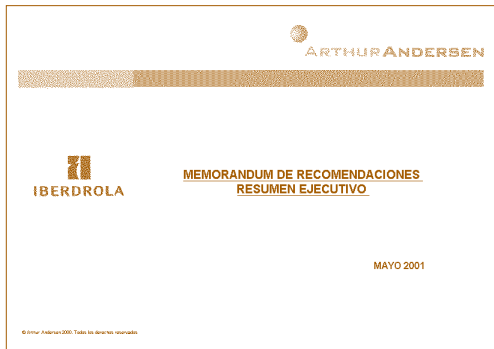 ARTHUR ANDERSEN
IBERDROLA
MEMORANDUM DE RECOMENDACIONES
RESUMEN EJECUTIVO
MAYO 2001
© Arthur Andersen 2000. Todos los derechos reservados